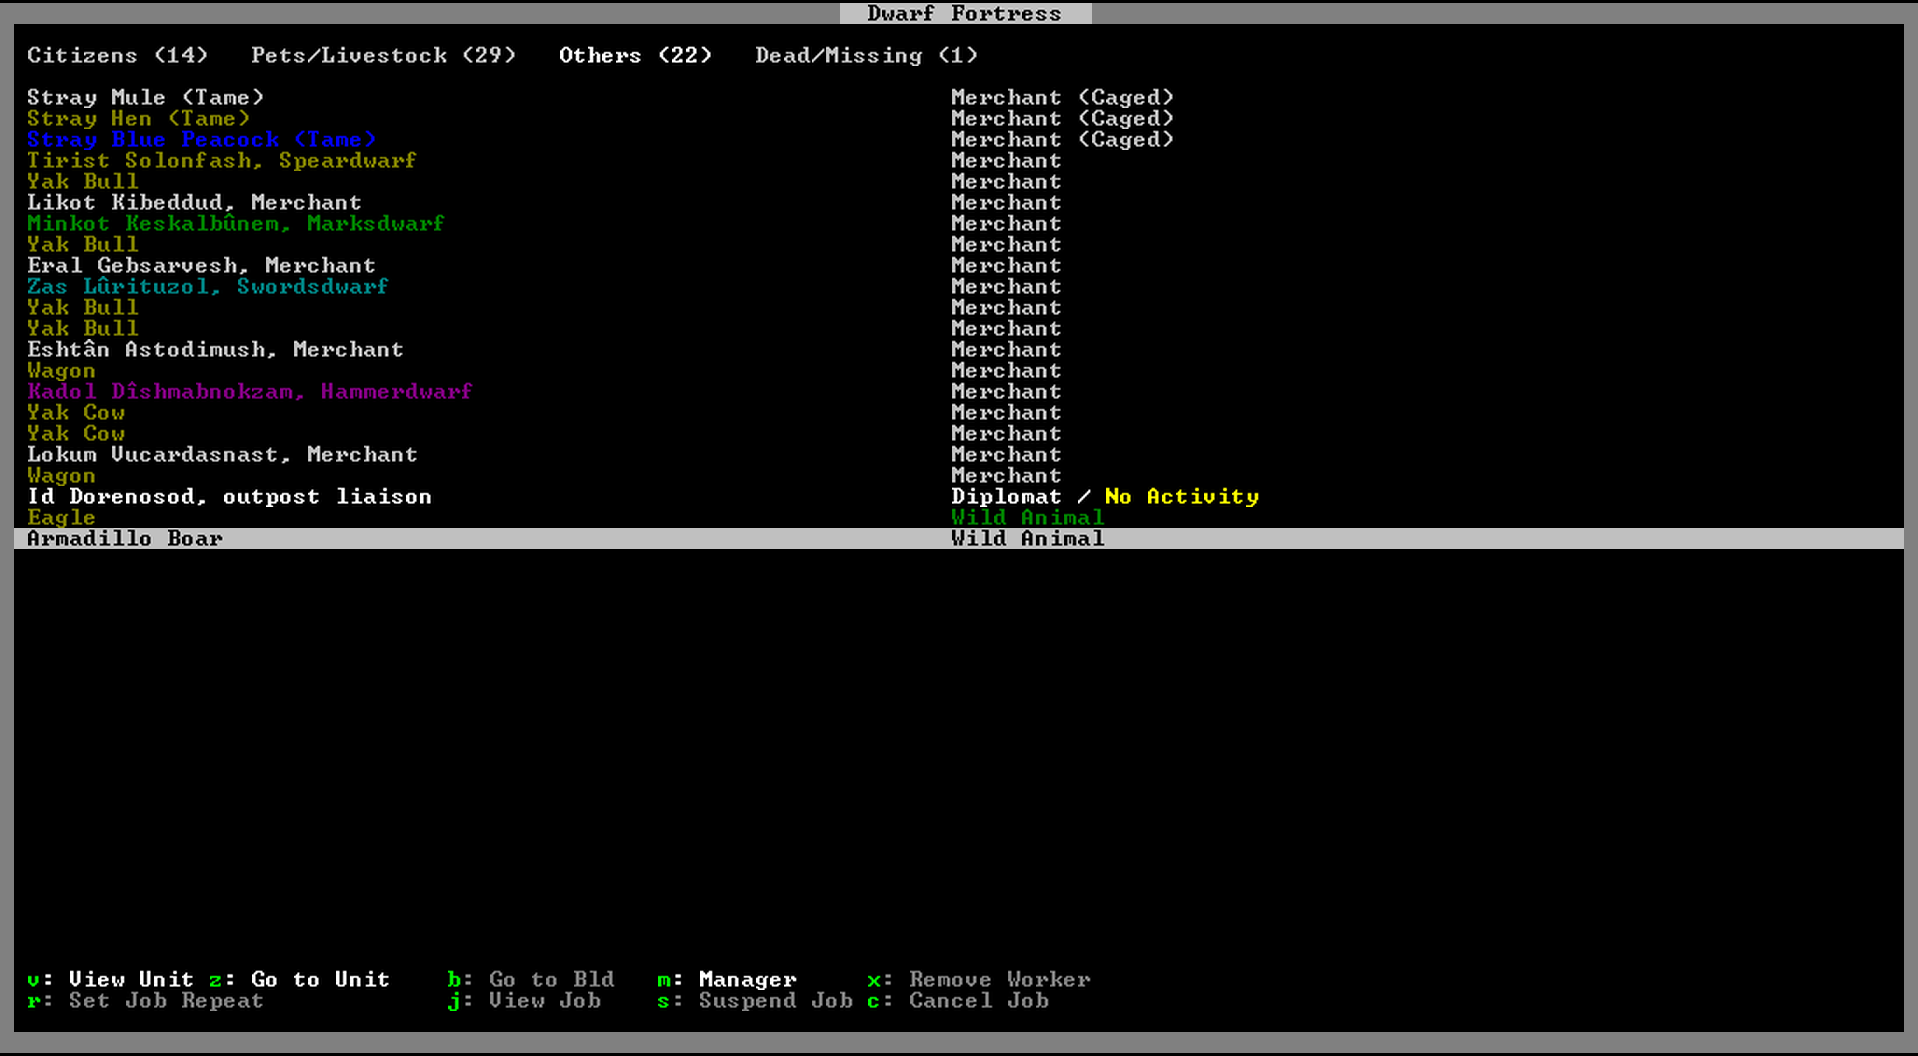 Dwarf Fortress
Citizens (14) Pets/Livestock (29) Others (22) Dead/Missing (1)
Stray Mule (Tame) Merchant (Caged)
Stray Hen (Tame) Merchant (Caged)
Stray Blue Peacock (Tame) Merchant (Caged)
Tirist Solonfash, Speardwarf Merchant
Yak Bull Merchant
Likot Kibeddud, Merchant Merchant
Minkot Keskalbûnem, Marksdwarf Merchant
Yak Bull Merchant
Eral Gebsarvesh, Merchant Merchant
Zas Lûrituzol, Swordsdwarf Merchant
Yak Bull Merchant
Yak Bull Merchant
Eshtân Astodimush, Merchant Merchant
Wagon Merchant
Kadol Dîshmabnokzam, Hammerdwarf Merchant
Yak Cow Merchant
Yak Cow Merchant
Lokum Vucardasnast, Merchant Merchant
Wagon Merchant
Id Dorenosod, outpost liaison Diplomat / No Activity
Eagle Wild Animal
Armadillo Boar Wild Animal
v: View Unit z: Go to Unit b: Go to Bld m: Manager x: Remove Worker
r: Set Job Repeat j: View Job s: Suspend Job c: Cancel Job